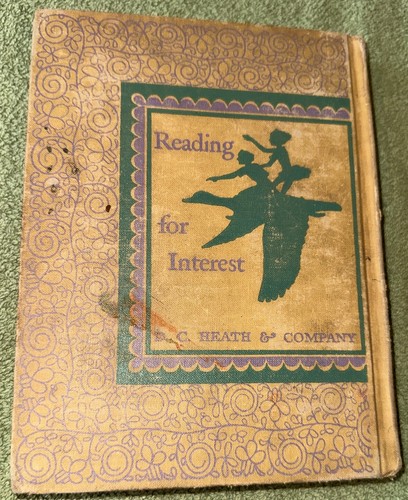 Reading
for
Interest
D. C. HEATH & COMPANY